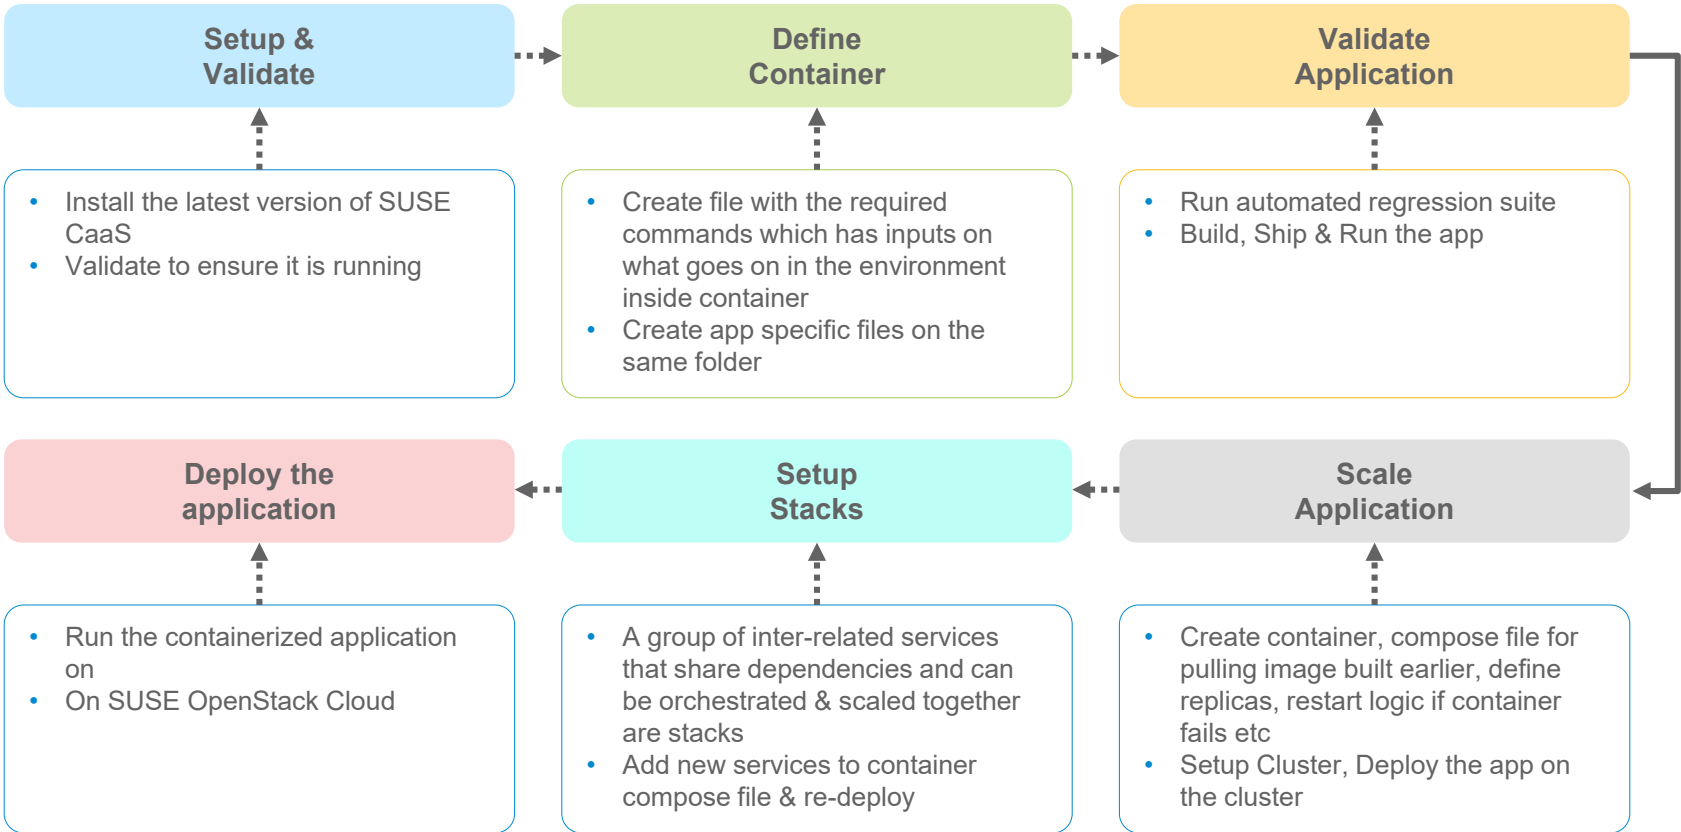 Setup &
Validate
Define
Container
Validate
Application
• Install the latest version of SUSE
CaaS
• Validate to ensure it is running
• Create file with the required
commands which has inputs on
what goes on in the environment
inside container
• Create app specific files on the
same folder
• Run automated regression suite
• Build, Ship & Run the app
Scale
Application
Setup
Stacks
Deploy the
application
• Create container, compose file for
pulling image built earlier, define
replicas, restart logic if container
fails etc
• Setup Cluster, Deploy the app on
the cluster
• A group of inter-related services
that share dependencies and can
be orchestrated & scaled together
are stacks
• Add new services to container
compose file & re-deploy
• Run the containerized application
on
• On SUSE OpenStack Cloud